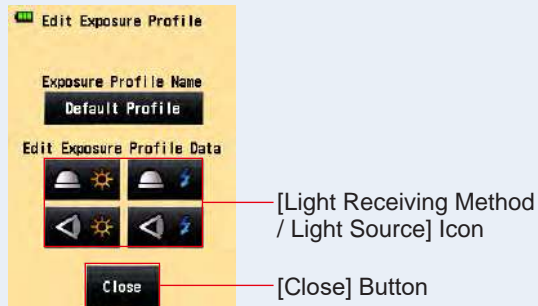 Edit Exposure Profile
Exposure Profile Name
Default Profile
Edit Exposure Profile Data
[Light Receiving Method
/ Light Source] Icon
Close
[Close] Button